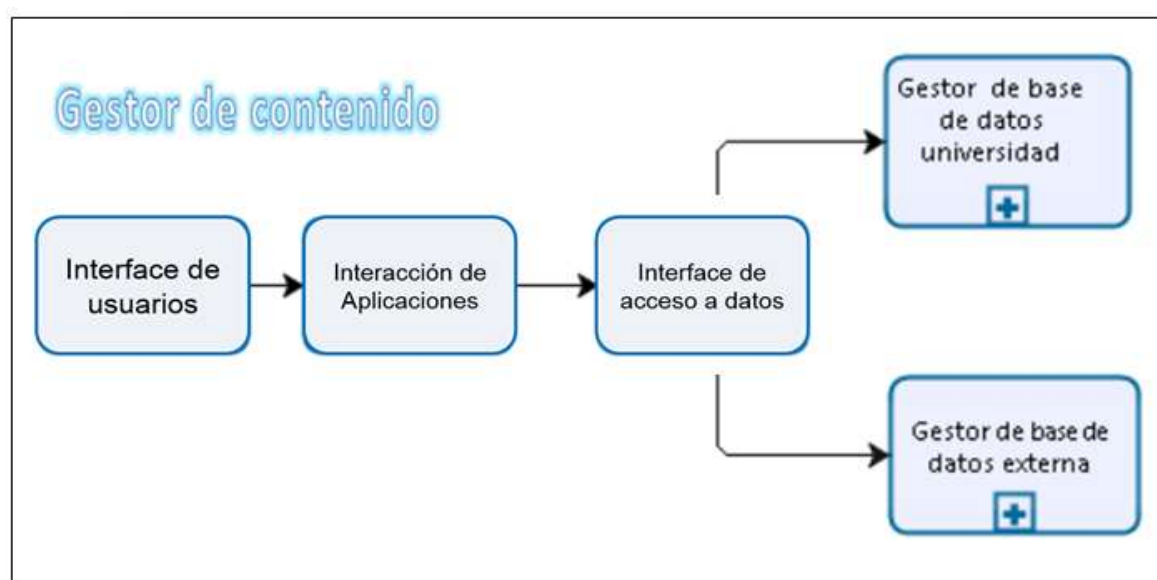 Gestor de contenido
Gestor de base
de datos
universidad
Interface de
usuarios
Interacción de
Aplicaciones
Interface de
acceso a datos
Gestor de base de
datos externa